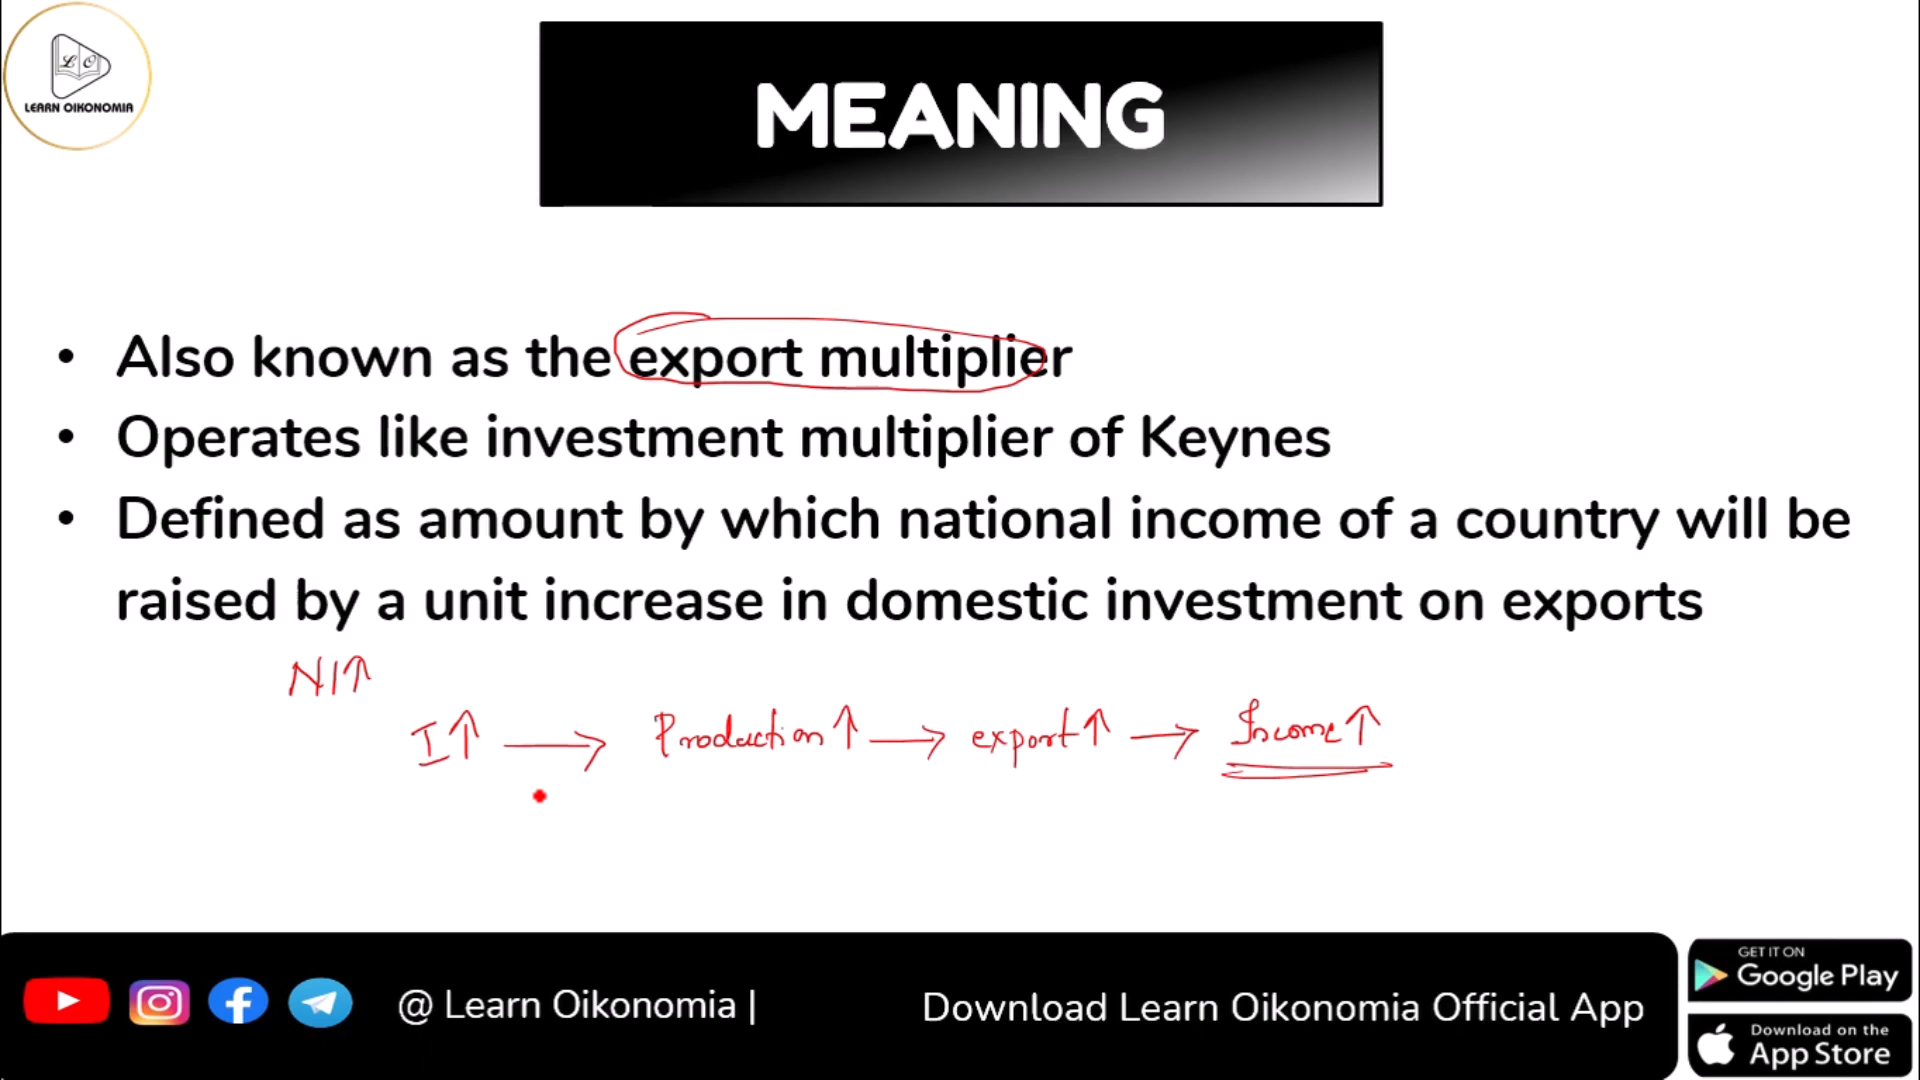 LO
LEARN OIKONOMIA
MEANING
• Also known as the export multiplier
• Operates like investment multiplier of Keynes
• Defined as amount by which national income of a country will be
raised by a unit increase in domestic investment on exports
NI↑
I↑ → Production↑ → export↑ → Income↑
@ Learn Oikonomia |
Download Learn Oikonomia Official App
GET IT ON
Google Play
Download on the
App Store